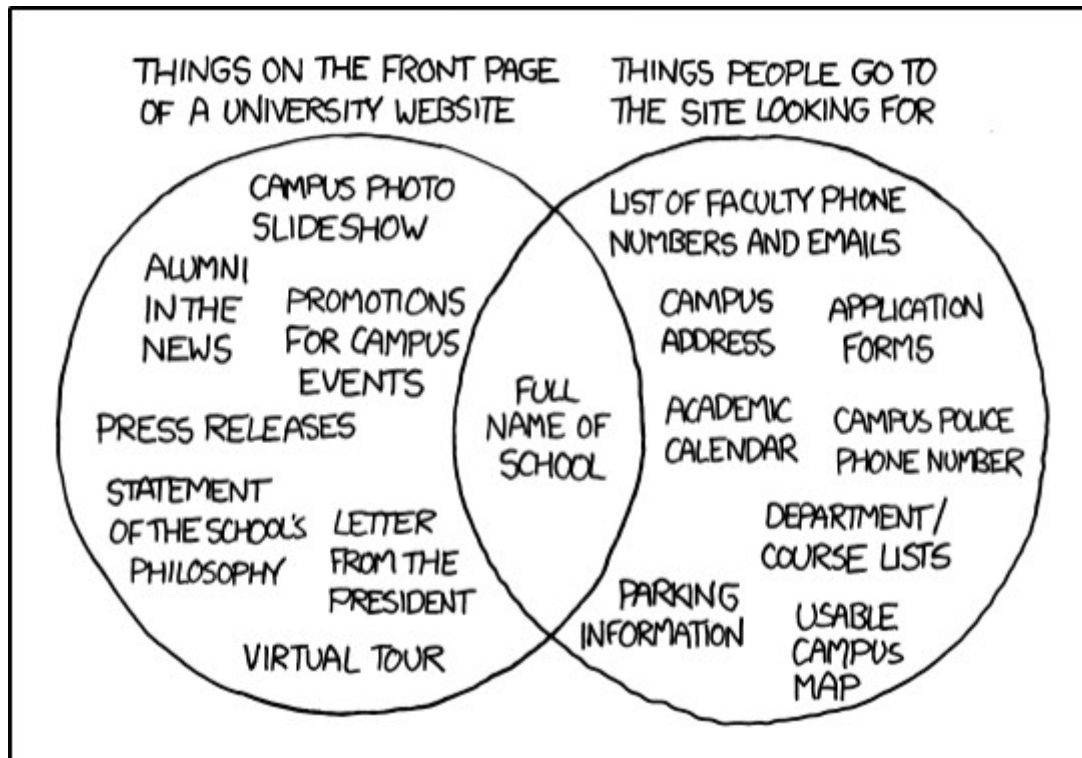 THINGS ON THE FRONT PAGE
OF A UNIVERSITY WEBSITE
THINGS PEOPLE GO TO
THE SITE LOOKING FOR
CAMPUS PHOTO
SLIDESHOW
ALUMNI
IN THE
NEWS
PROMOTIONS
FOR CAMPUS
EVENTS
PRESS RELEASES
STATEMENT
OF THE SCHOOL'S
PHILOSOPHY
LETTER
FROM THE
PRESIDENT
VIRTUAL TOUR
FULL
NAME OF
SCHOOL
LIST OF FACULTY PHONE
NUMBERS AND EMAILS
CAMPUS
ADDRESS
APPLICATION
FORMS
ACADEMIC
CALENDAR
CAMPUS POLICE
PHONE NUMBER
DEPARTMENT/
COURSE LISTS
PARKING
INFORMATION
USABLE
CAMPUS
MAP